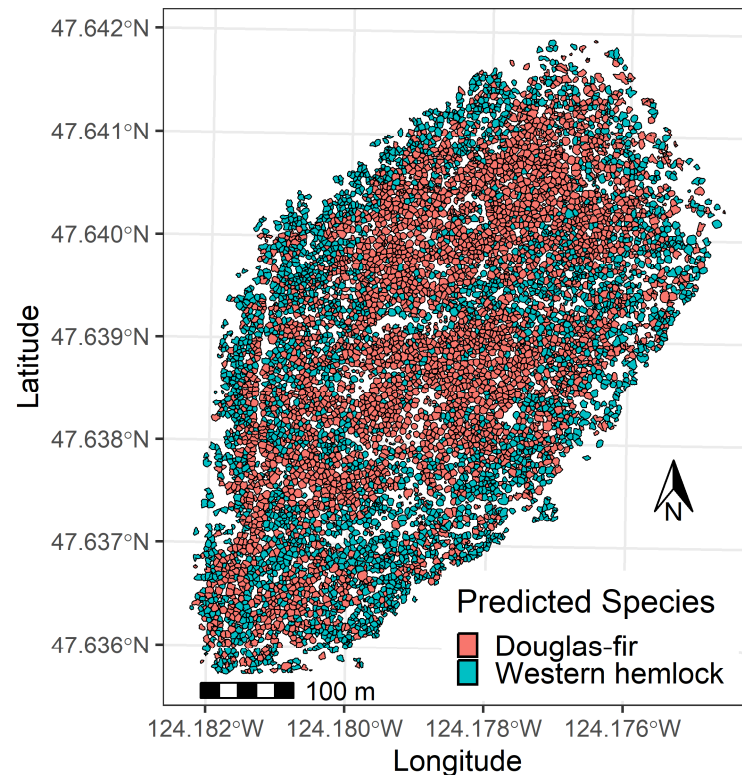 47.642°N
47.641°N
47.640°N
47.639°N
47.638°N
47.637°N
47.636°N
Latitude
N
Predicted Species
Douglas-fir
Western hemlock
100 m
124.182°W 124.180°W 124.178°W 124.176°W
Longitude